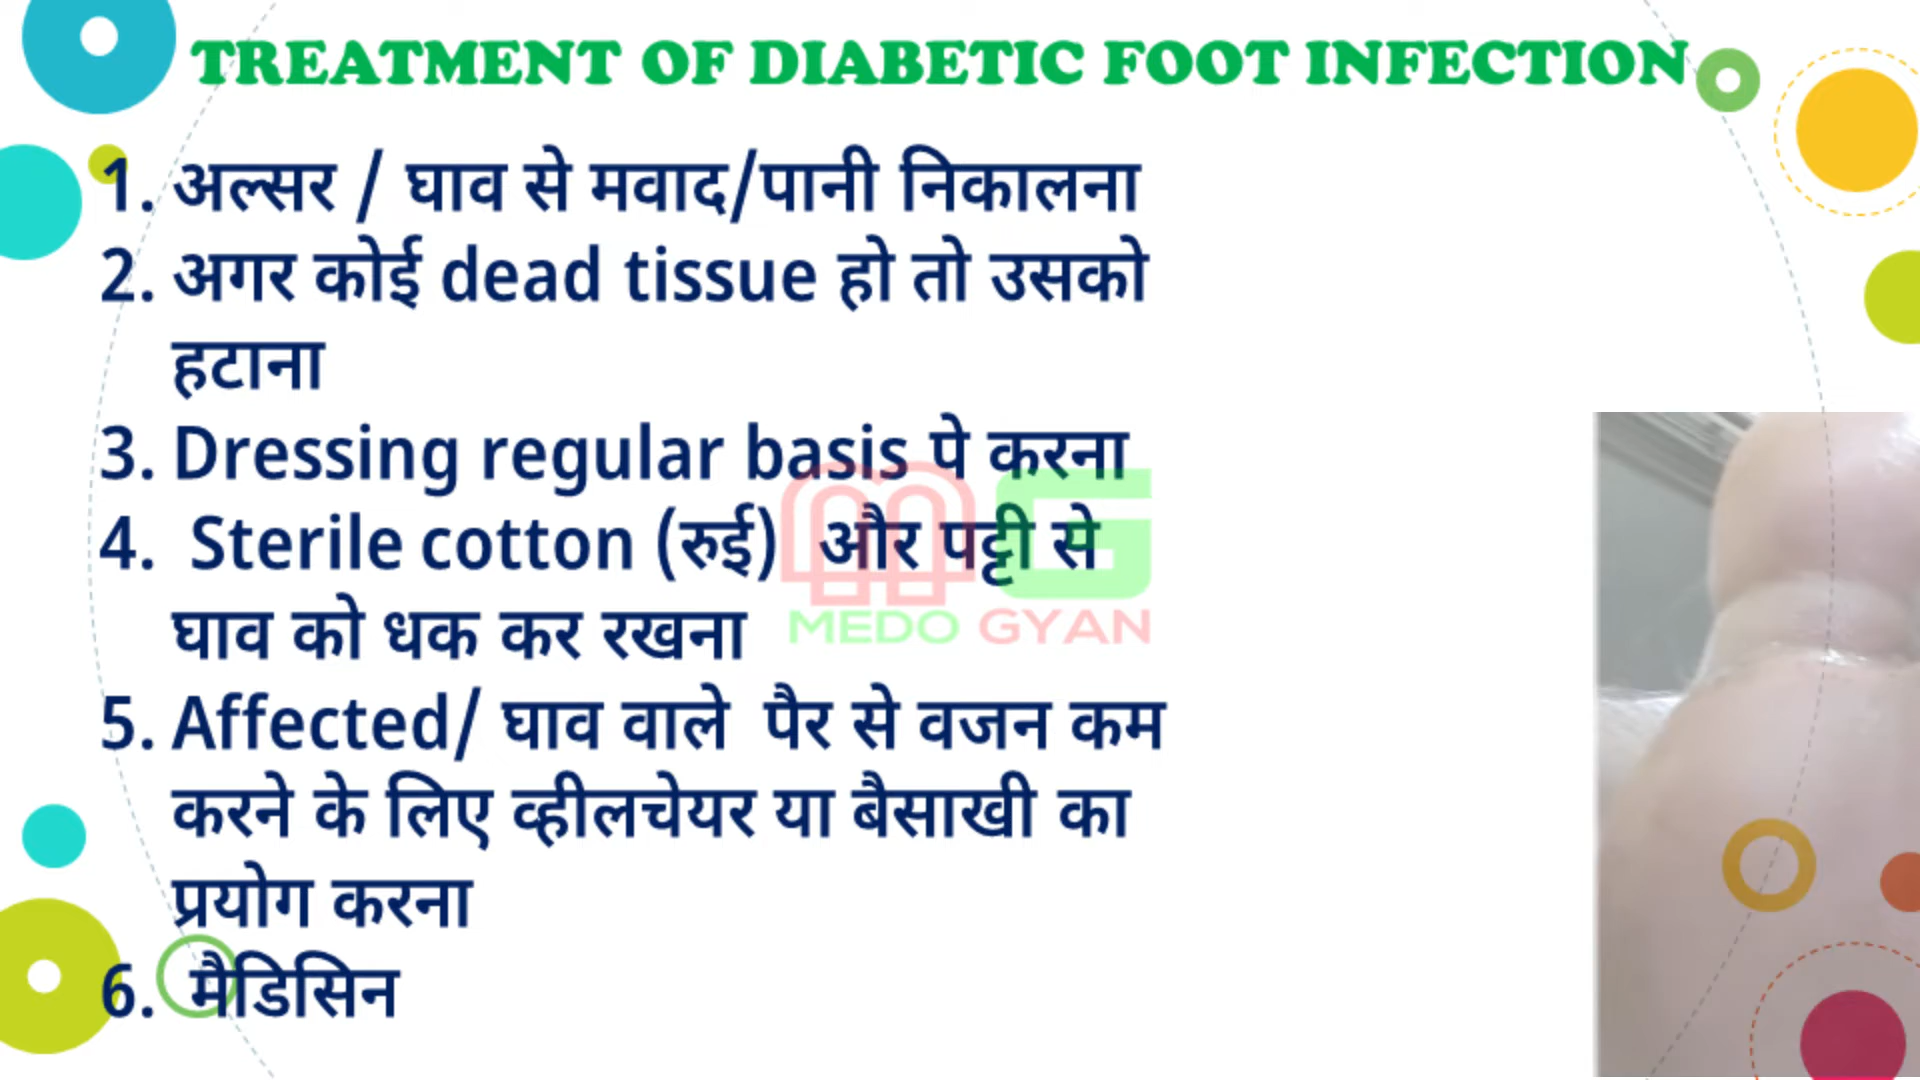 TREATMENT OF DIABETIC FOOT INFECTION
1. अल्सर / घाव से मवाद/पानी निकालना
2. अगर कोई dead tissue हो तो उसको
हटाना
3. Dressing regular basis पे करना
4. Sterile cotton (रुई) और पट्टी से
घाव को धक कर रखना
MEDO GYAN
5. Affected/ घाव वाले पैर से वजन कम
करने के लिए व्हीलचेयर या बैसाखी का
प्रयोग करना
6. मैडिसिन